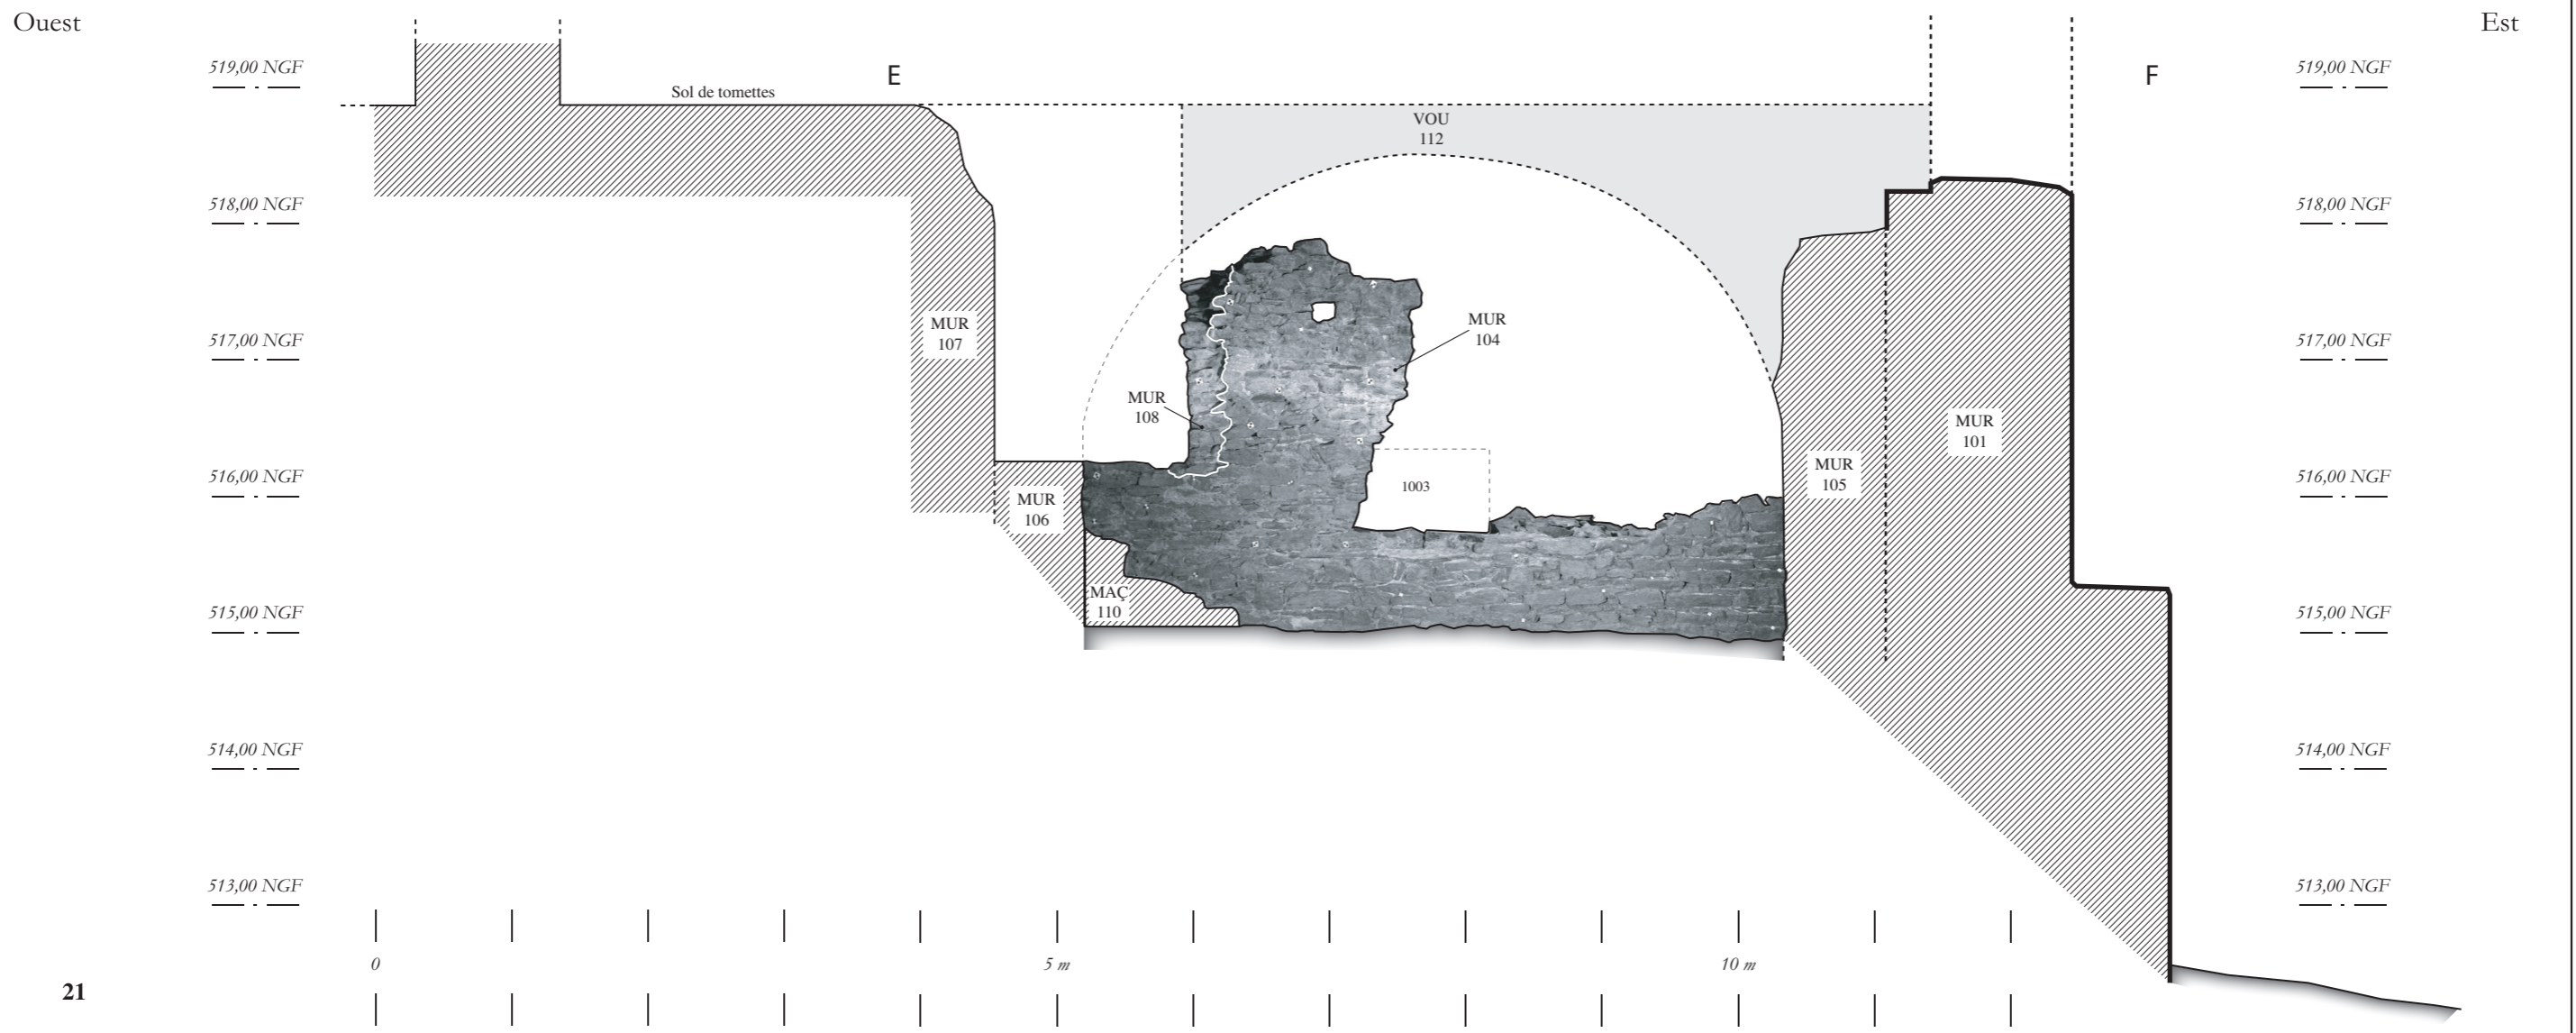 Ouest
Est
519,00 NGF
E
F
519,00 NGF
Sol de tomettes
VOU
112
518,00 NGF
518,00 NGF
MUR
107
MUR
104
517,00 NGF
517,00 NGF
MUR
108
MUR
101
516,00 NGF
MUR
106
1003
MUR
105
516,00 NGF
MAÇ
110
515,00 NGF
515,00 NGF
514,00 NGF
514,00 NGF
513,00 NGF
513,00 NGF
0
5 m
10 m
21